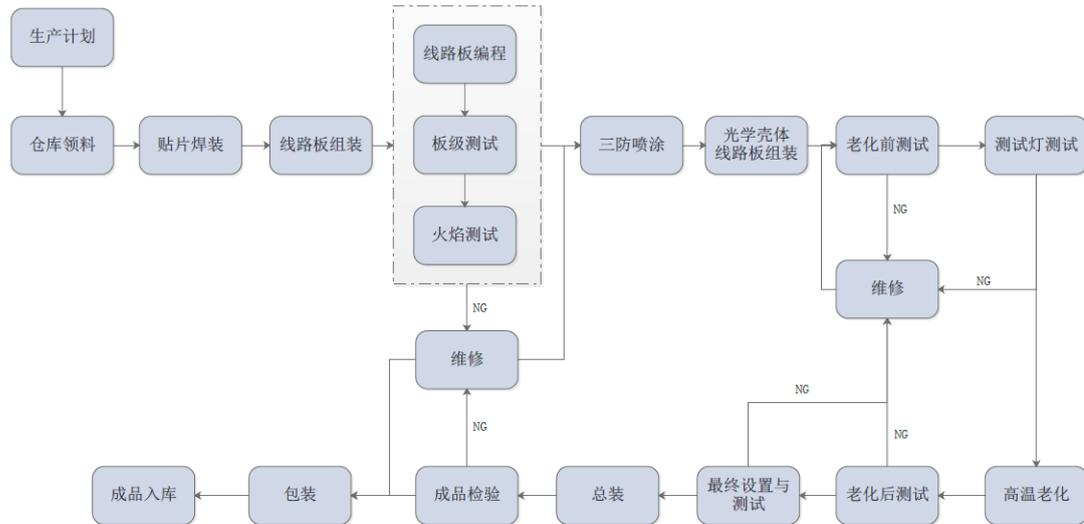 生产计划
线路板编程
仓库领料
贴片焊装
线路板组装
板级测试
三防喷涂
光学壳体
线路板组装
老化前测试
测试灯测试
火焰测试
NG
维修
NG
NG
维修
NG
NG
NG
成品入库
包装
成品检验
总装
最终设置与
测试
老化后测试
高温老化